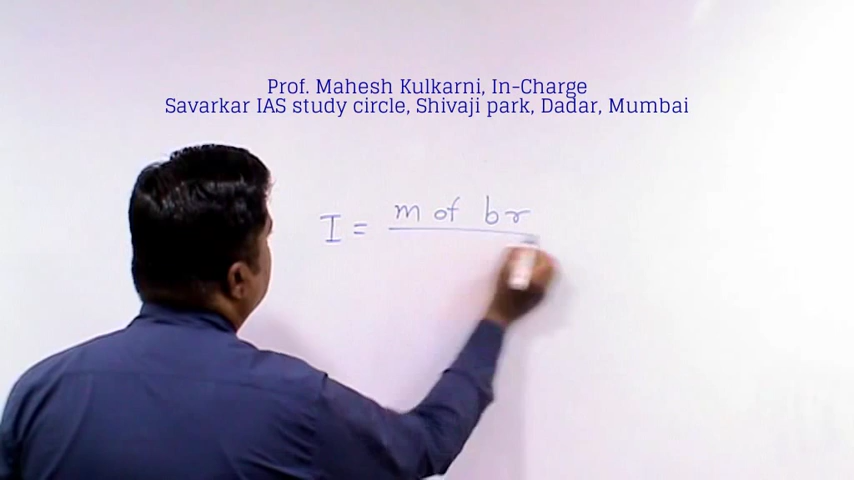 Prof. Mahesh Kulkarni, In-Charge
Savarkar IAS study circle, Shivaji park, Dadar, Mumbai
I = m of br